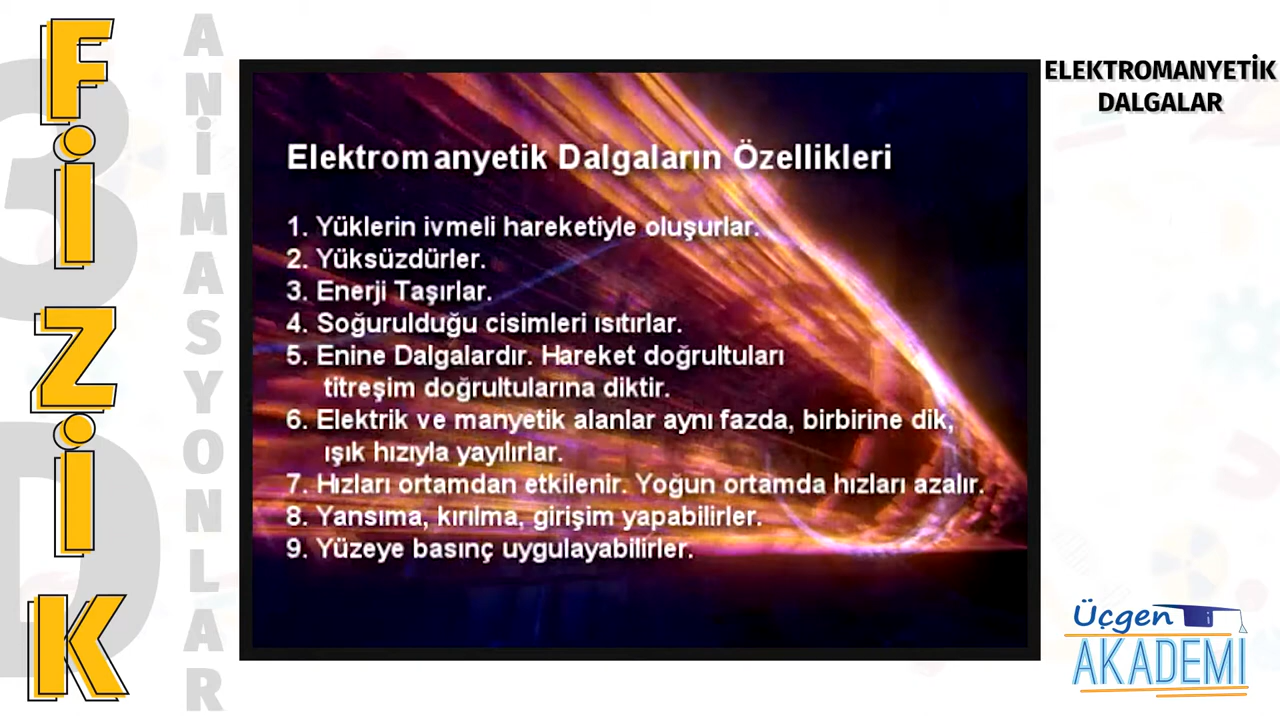 FİZİK
3D
ANİMASYONLAR
ELEKTROMANYETİK
DALGALAR
Elektromanyetik Dalgaların Özellikleri
1. Yüklerin ivmeli hareketiyle oluşurlar.
2. Yüksüzdürler.
3. Enerji Taşırlar.
4. Soğurulduğu cisimleri ısıtırlar.
5. Enine Dalgalardır. Hareket doğrultuları
titreşim doğrultularına diktir.
6. Elektrik ve manyetik alanlar aynı fazda, birbirine dik,
ışık hızıyla yayılırlar.
7. Hızları ortamdan etkilenir. Yoğun ortamda hızları azalır.
8. Yansıma, kırılma, girişim yapabilirler.
9. Yüzeye basınç uygulayabilirler.
Üçgen
AKADEMİ